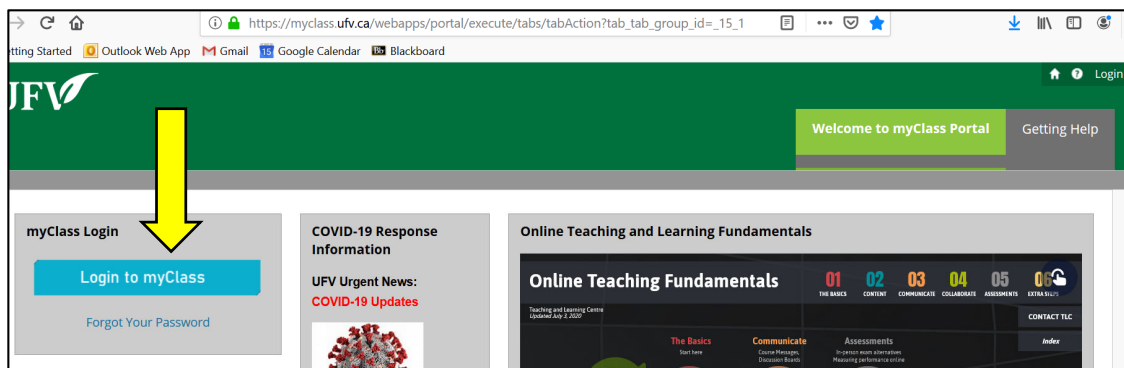 https://myclass.ufv.ca/webapps/portal/execute/tabs/tabAction?tab_tab_group_id=_15_1
Outlook Web App Gmail 15 Google Calendar Bb Blackboard
Started
Login
UFV
Welcome to myClass Portal Getting Help
myClass Login
Login to myClass
Forgot Your Password
COVID-19 Response
Information
UFV Urgent News:
COVID-19 Updates
Online Teaching and Learning Fundamentals
Online Teaching Fundamentals
Teaching and Learning Centre
Updated July 3, 2020
01 02 03 04 05 06
THE BASICS CONTENT COMMUNICATE COLLABORATE ASSESSMENTS EXTRA STEPS
CONTACT TLC
Index
The Basics
Start here
Communicate
Course Messages,
Discussion Boards
Assessments
In-person exam alternatives
Measuring performance online